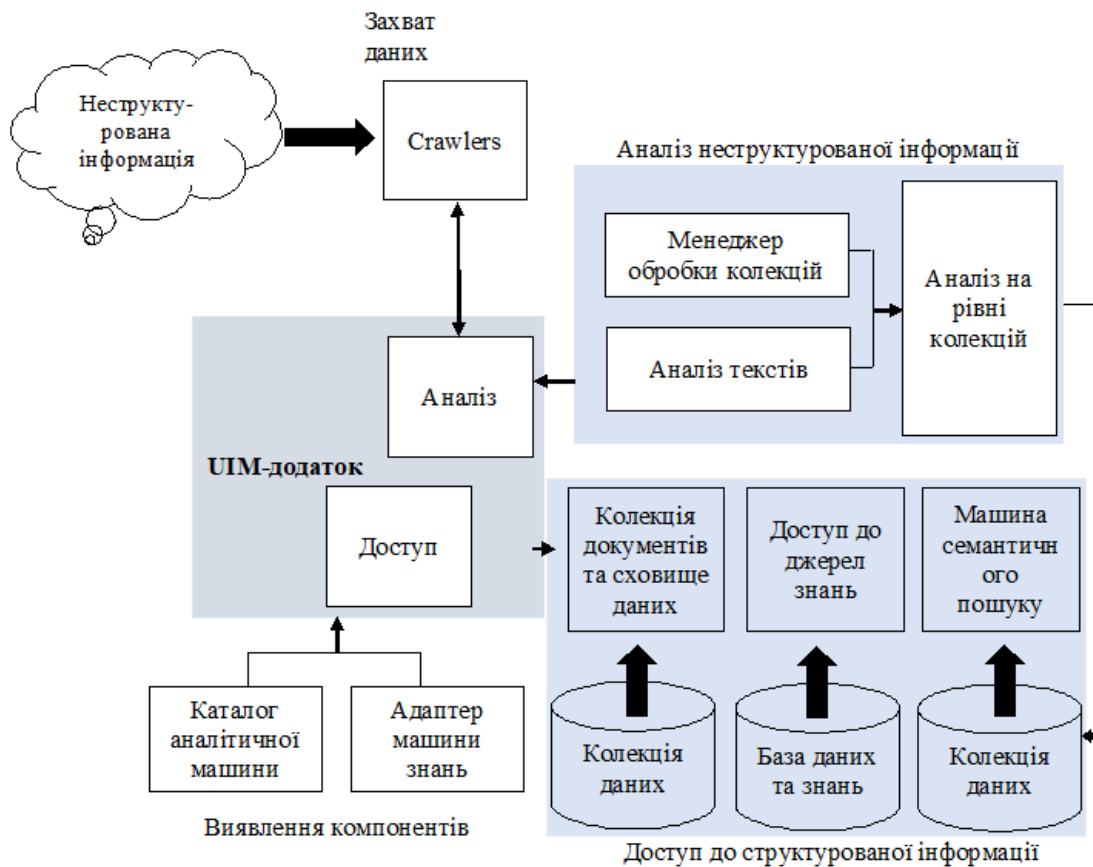 Захват
даних
Неструкту-
рована
інформація
Crawlers
Аналіз неструктурованої інформації
Менеджер
обробки колекцій
Аналіз текстів
Аналіз на
рівні
колекцій
Аналіз
UIM-додаток
Доступ
Колекція
документів
та сховище
даних
Доступ до
джерел
знань
Машина
семантичн
ого
пошуку
Каталог
аналітичної
машини
Адаптер
машини
знань
Колекція
даних
База даних
та знань
Колекція
даних
Виявлення компонентів
Доступ до структурованої інформації